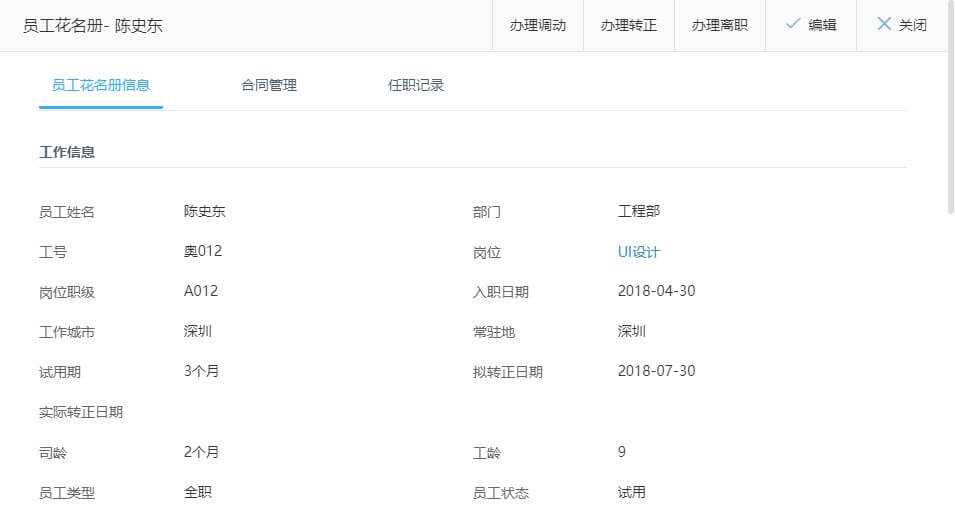 员工花名册- 陈史东 办理调动 办理转正 办理离职 编辑 关闭
员工花名册信息 合同管理 任职记录
工作信息
员工姓名 陈史东 部门 工程部
工号 奥012 岗位 UI设计
岗位职级 A012 入职日期 2018-04-30
工作城市 深圳 常驻地 深圳
试用期 3个月 拟转正日期 2018-07-30
实际转正日期
司龄 2个月 工龄 9
员工类型 全职 员工状态 试用